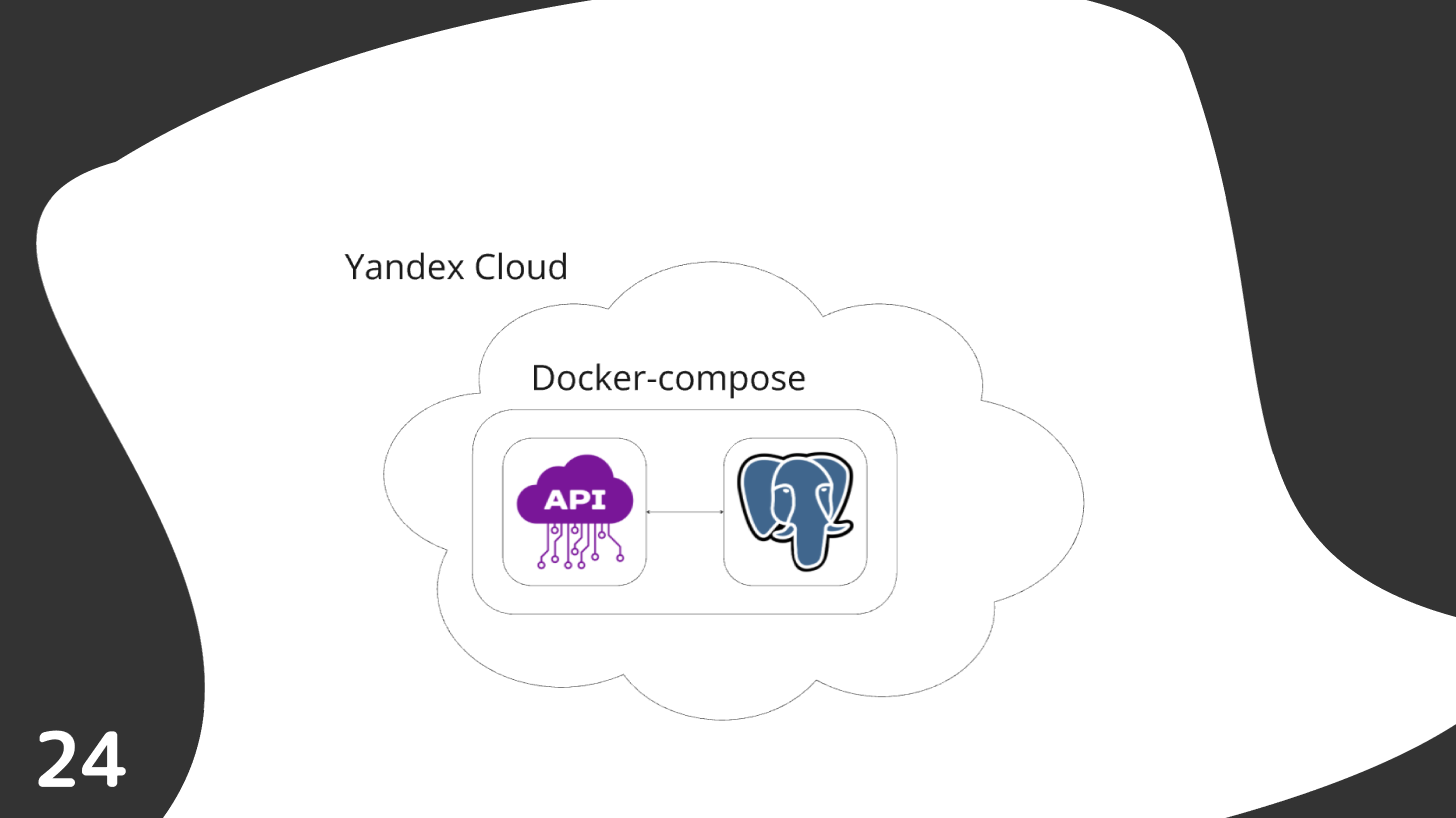 Yandex Cloud
Docker-compose
API
24